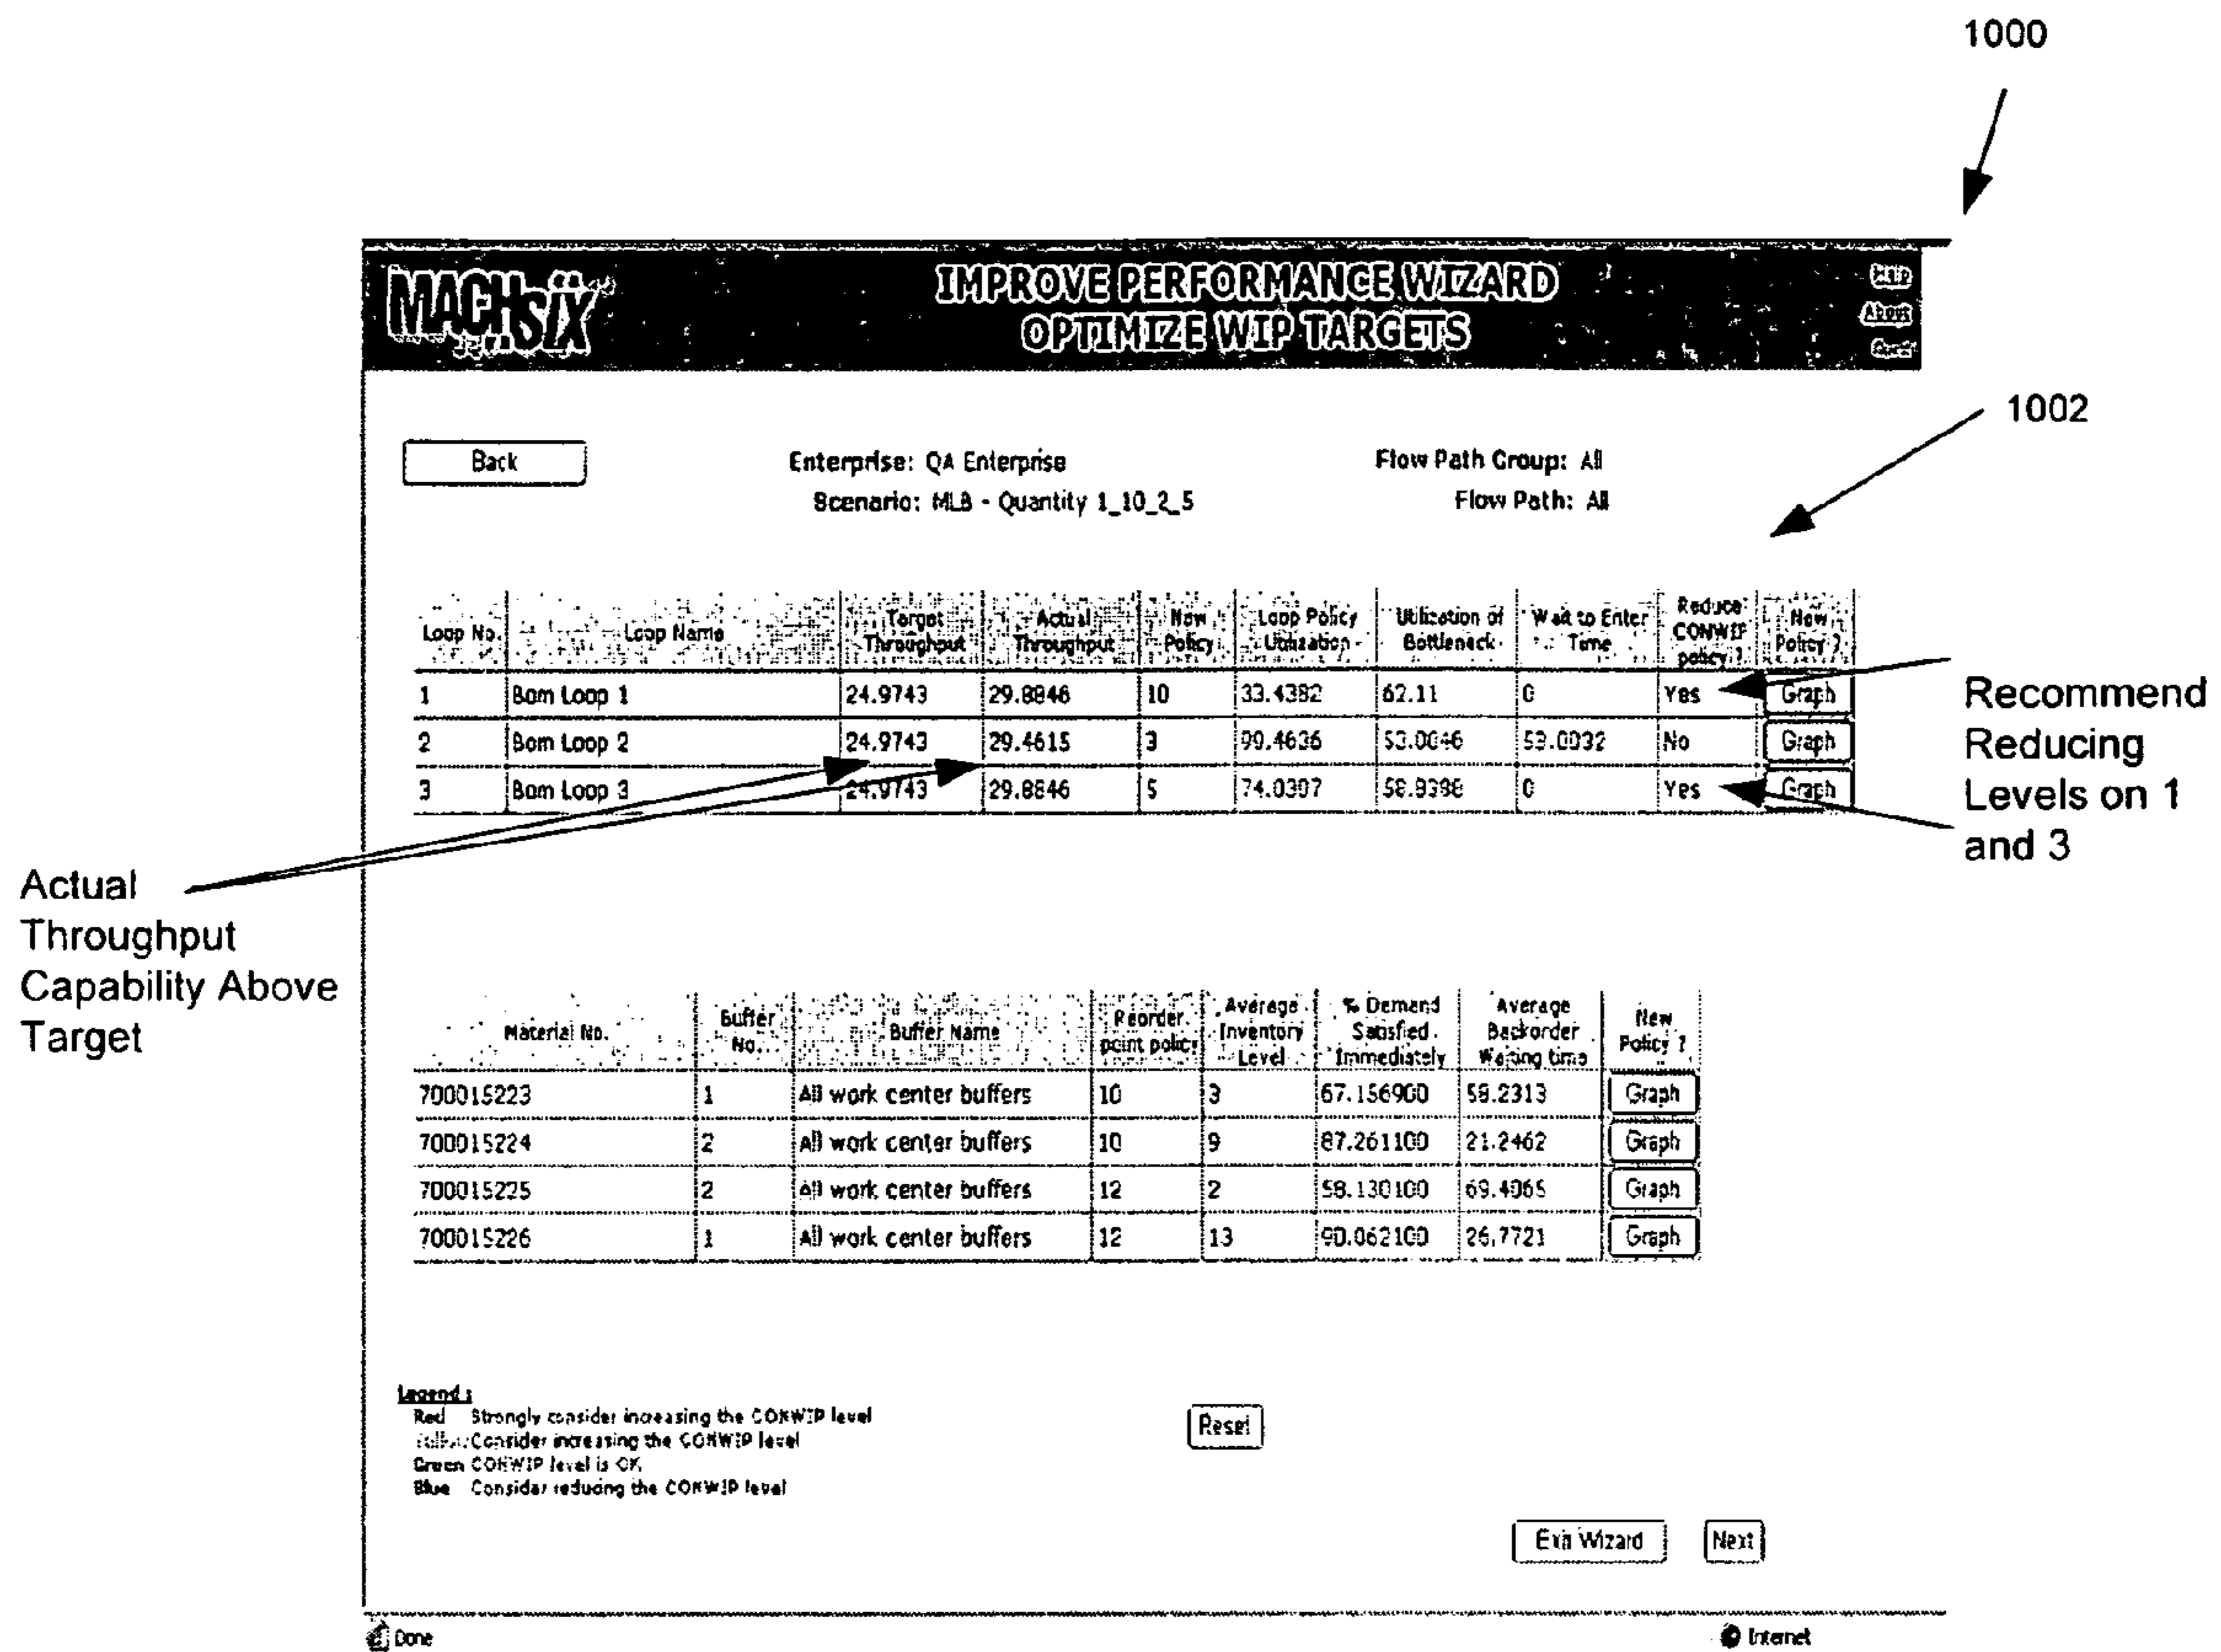 1000
MACHsix
IMPROVE PERFORMANCE WIZARD
OPTIMIZE WIP TARGETS
Help
About
1002
Back
Enterprise: QA Enterprise
Flow Path Group: All
Scenario: MLB - Quantity 1_10_2_5
Flow Path: All
Loop No. Loop Name Target Throughput Actual Throughput New Policy Loop Policy Utilization Utilization of Bottleneck Wait to Enter Time Reduce CONWIP policy ? New Policy ?
1 Bom Loop 1 24.9743 29.8846 10 33.4382 62.11 0 Yes Graph
2 Bom Loop 2 24.9743 29.4615 3 99.4636 No Graph
3 Bom Loop 3 24.9743 29.8846 5 74.0307 0 Yes Graph
Recommend
Reducing
Levels on 1
and 3
Actual
Throughput
Capability Above
Target
Material No. Buffer No. Buffer Name Reorder point policy Average Inventory Level % Demand Satisfied Immediately Average Backorder Waiting time New Policy ?
700015223 1 All work center buffers 10 3 67.156900 Graph
700015224 2 All work center buffers 10 9 87.261100 21.2462 Graph
700015225 2 All work center buffers 12 2 58.130100 69.4065 Graph
700015226 1 All work center buffers 12 13 90.062100 26.7721 Graph
Legend :
Red Strongly consider increasing the CONWIP level
Consider increasing the CONWIP level
Green CONWIP level is OK
Blue Consider reducing the CONWIP level
Reset
Exit Wizard
Next
Done
Internet